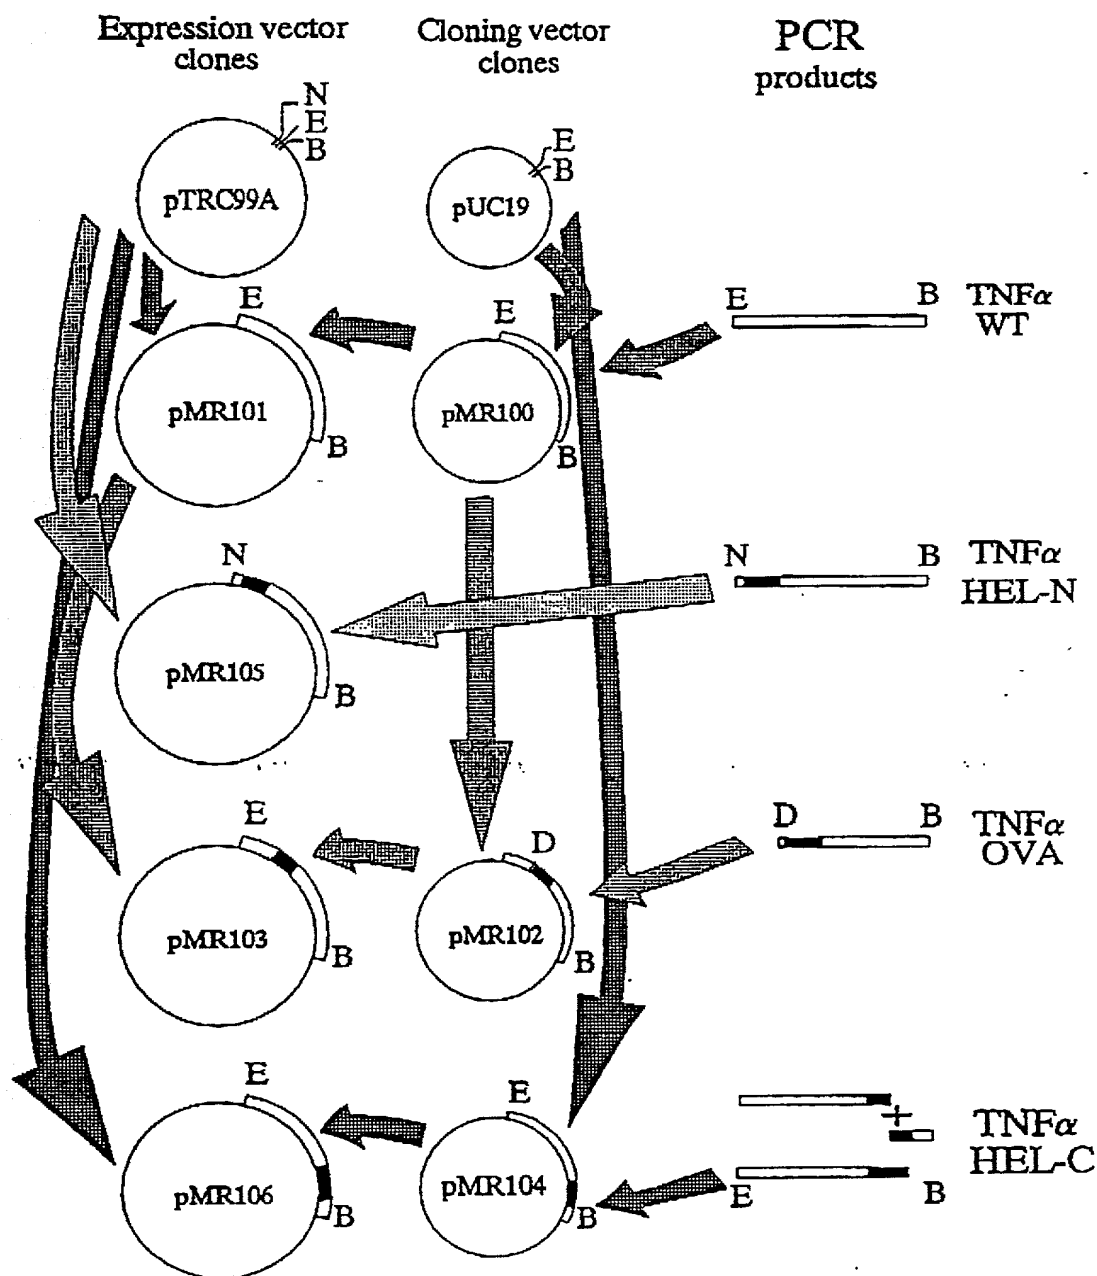 Expression vector
clones
Cloning vector
clones
PCR
products
N
E
B
pTRC99A
E
B
pUC19
E
B
pMR101
E
B
pMR100
E
B
TNFα
WT
N
B
pMR105
N
B
TNFα
HEL-N
E
B
pMR103
D
B
pMR102
D
B
TNFα
OVA
E
B
pMR106
E
B
pMR104
+
E
B
TNFα
HEL-C